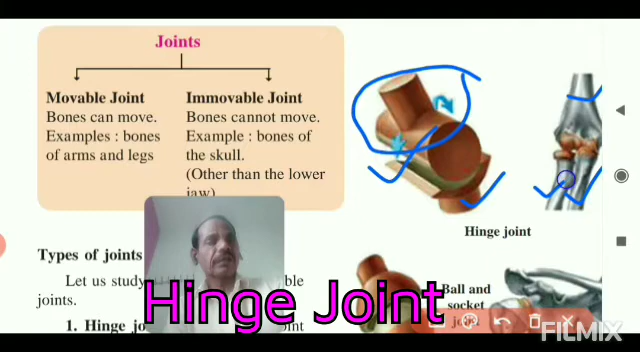 Joints
Movable Joint
Bones can move.
Examples : bones
of arms and legs
Immovable Joint
Bones cannot move.
Example : bones of
the skull.
(Other than the lower
jaw)
Hinge joint
Types of joints
Let us study
joints.
1. Hinge
Ball and
socket
Hinge Joint
FILMIX